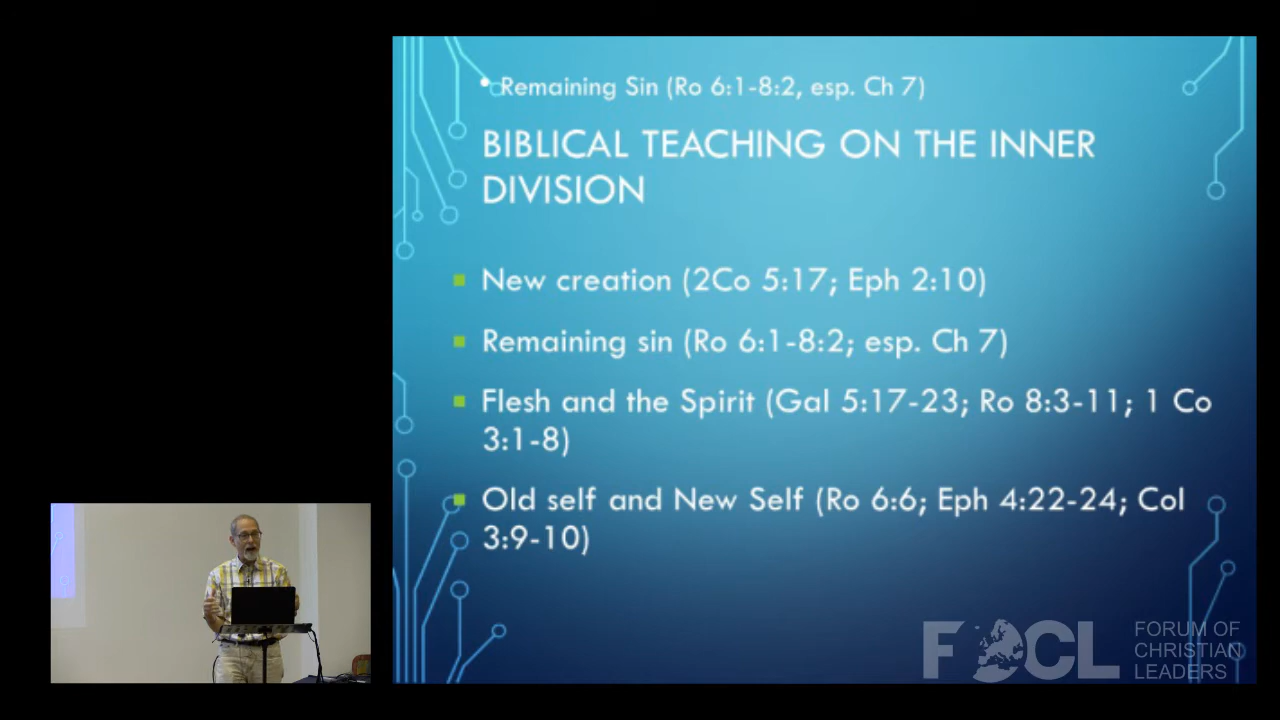 • Remaining Sin (Ro 6:1-8:2, esp. Ch 7)
BIBLICAL TEACHING ON THE INNER
DIVISION
New creation (2Co 5:17; Eph 2:10)
Remaining sin (Ro 6:1-8:2; esp. Ch 7)
Flesh and the Spirit (Gal 5:17-23; Ro 8:3-11; 1 Co
3:1-8)
Old self and New Self (Ro 6:6; Eph 4:22-24; Col
3:9-10)
FOCL
FORUM OF
CHRISTIAN
LEADERS